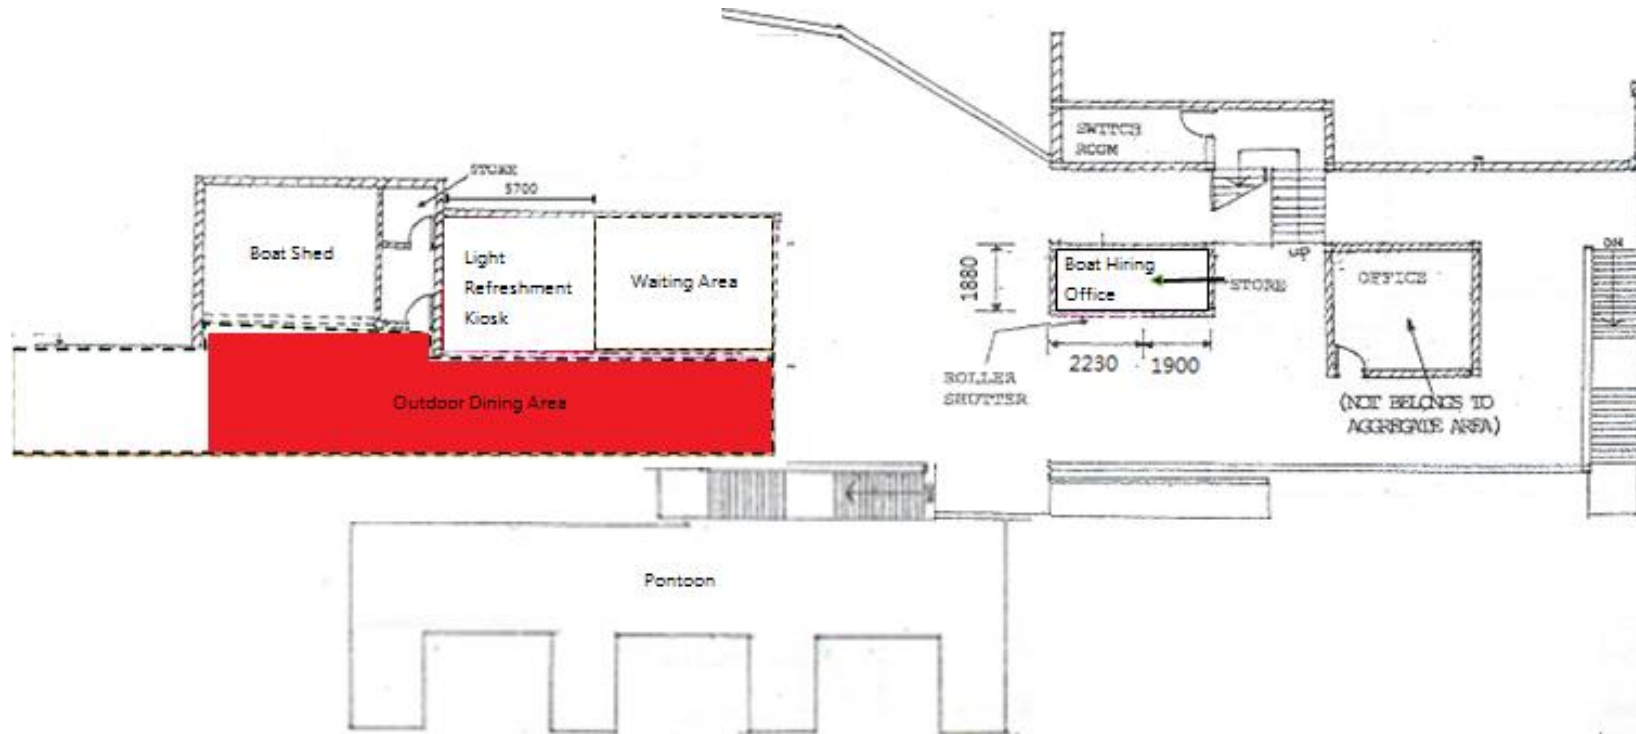 SWITCH
ROOM
STORE
5700
Boat Shed
Light
Refreshment
Kiosk
Waiting Area
Outdoor Dining Area
1880
Boat Hiring
Office
STORE
up
OFFICE
DN
ROLLER
SHUTTER
2230
1900
(NOT BELONGS TO
AGGREGATE AREA)
Pontoon